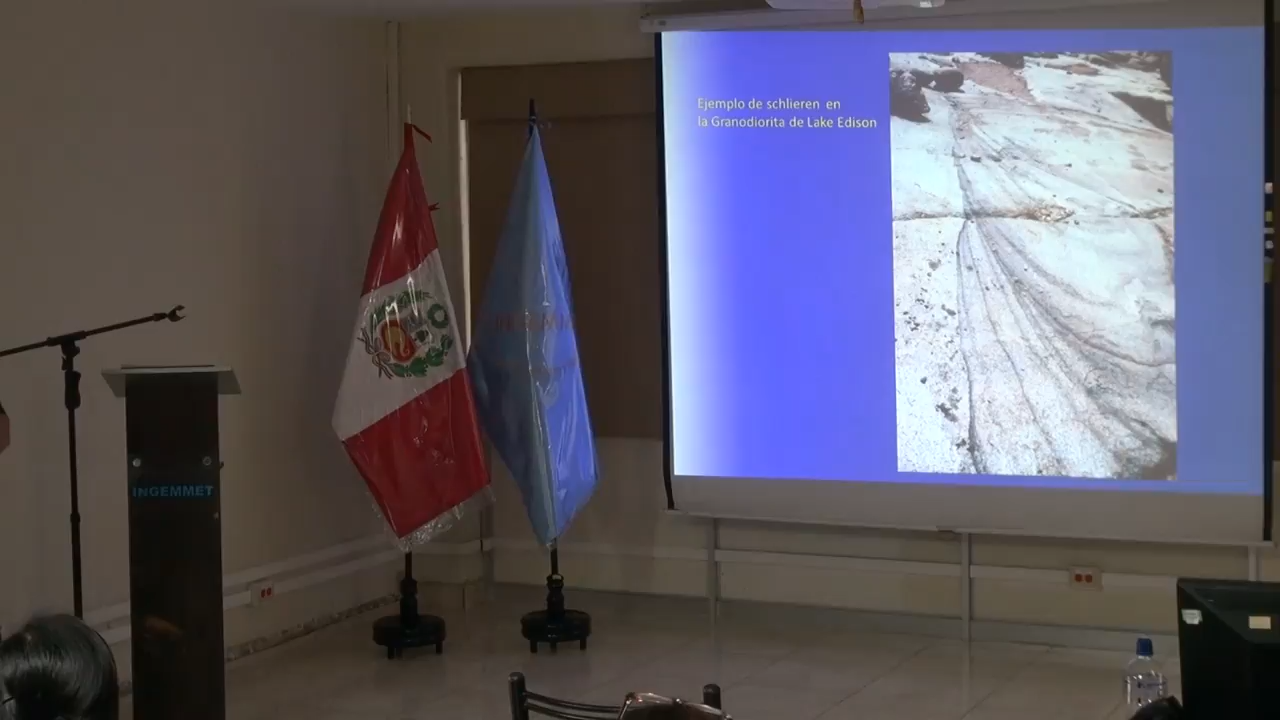 Ejemplo de schlieren en
la Granodiorita de Lake Edison
INGEMMET